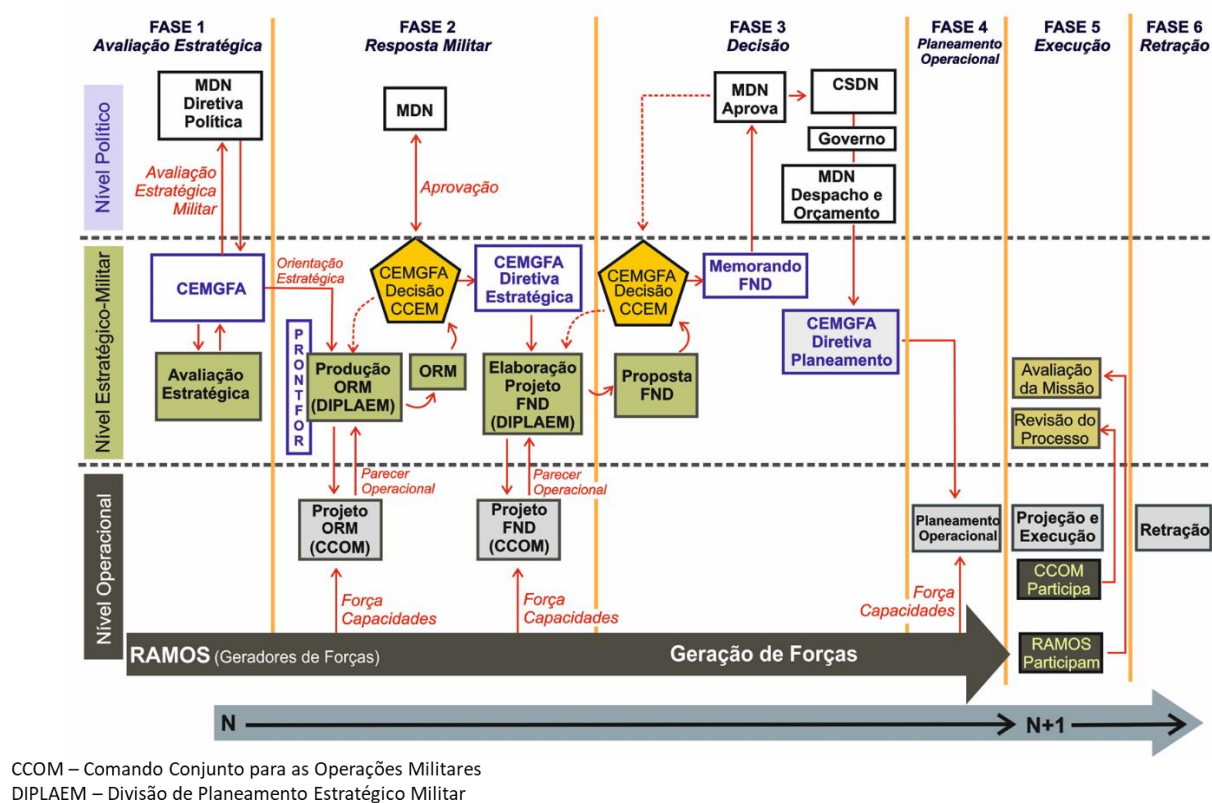 FASE 1
Avaliação Estratégica
FASE 2
Resposta Militar
FASE 3
Decisão
FASE 4
Planeamento
Operacional
FASE 5
Execução
FASE 6
Retração
Nível Político
MDN
Diretiva
Política
Avaliação
Estratégica
Militar
MDN
Aprovação
MDN
Aprova
CSDN
Governo
MDN
Despacho e
Orçamento
Nível Estratégico-Militar
CEMGFA
Orientação
Estratégica
Avaliação
Estratégica
PRONTFOR
Produção
ORM
(DIPLAEM)
CEMGFA
Decisão
CCEM
ORM
CEMGFA
Diretiva
Estratégica
Elaboração
Projeto
FND
(DIPLAEM)
CEMGFA
Decisão
CCEM
Proposta
FND
Memorando
FND
CEMGFA
Diretiva
Planeamento
Avaliação
da Missão
Revisão do
Processo
Nível Operacional
Parecer
Operacional
Projeto
ORM
(CCOM)
Força
Capacidades
Parecer
Operacional
Projeto
FND
(CCOM)
Força
Capacidades
Planeamento
Operacional
Força
Capacidades
Projeção e
Execução
CCOM
Participa
RAMOS
Participam
Retração
RAMOS (Geradores de Forças)
Geração de Forças
N
N+1
CCOM – Comando Conjunto para as Operações Militares
DIPLAEM – Divisão de Planeamento Estratégico Militar